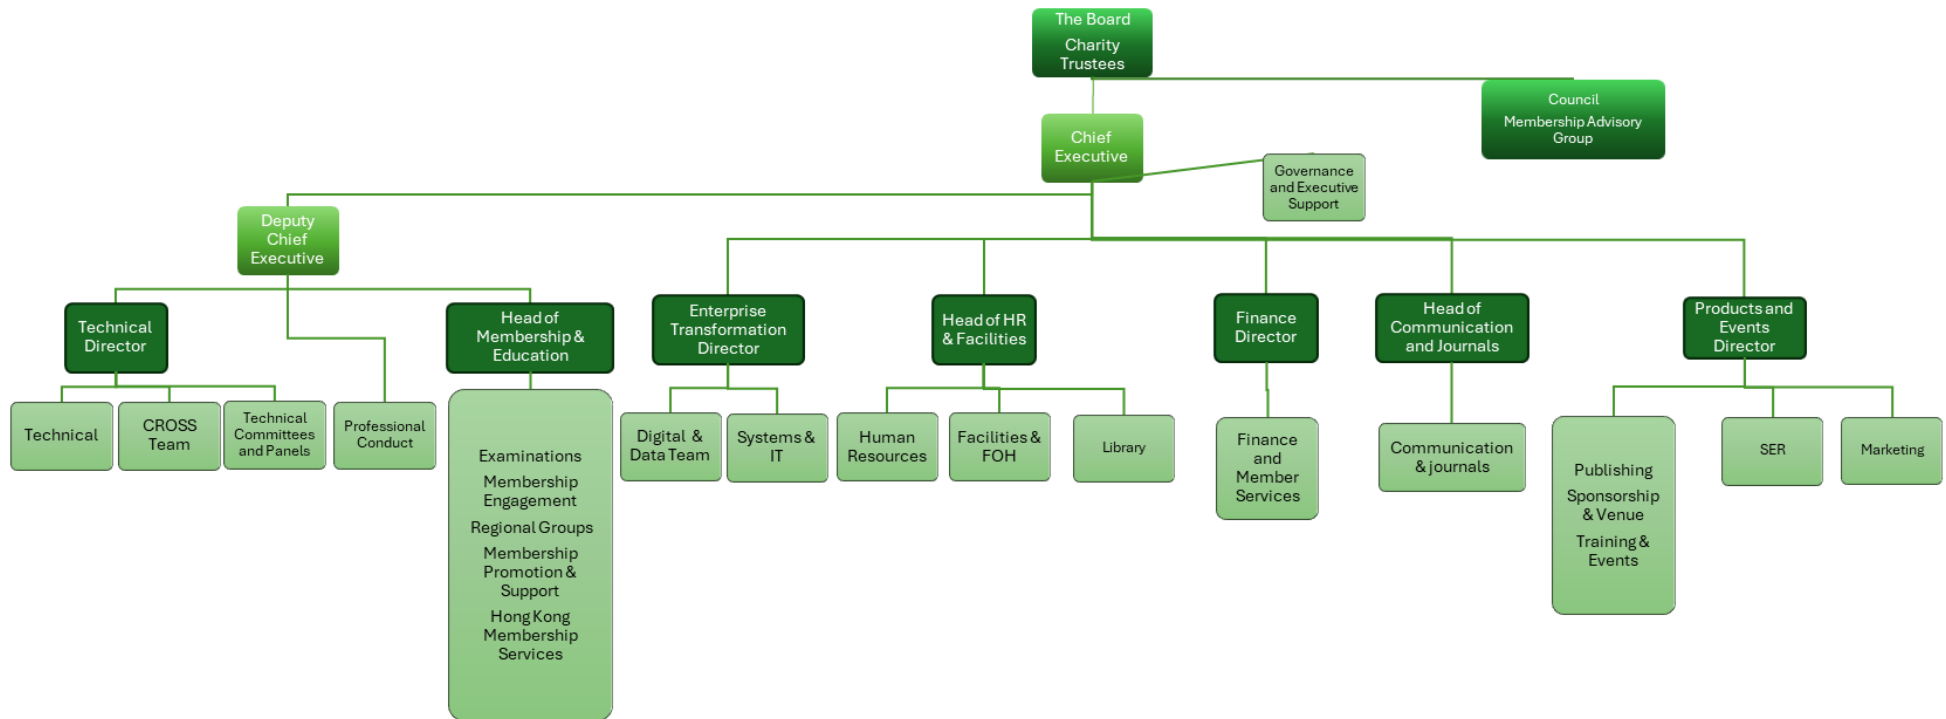 The Board
Charity
Trustees
Council
Membership Advisory
Group
Chief
Executive
Governance
and Executive
Support
Deputy
Chief
Executive
Technical
Director
Head of
Membership &
Education
Enterprise
Transformation
Director
Head of HR
& Facilities
Finance
Director
Head of
Communication
and Journals
Products and
Events
Director
Technical
CROSS
Team
Technical
Committees
and Panels
Professional
Conduct
Examinations
Membership
Engagement
Regional Groups
Membership
Promotion &
Support
Hong Kong
Membership
Services
Digital &
Data Team
Systems &
IT
Human
Resources
Facilities &
FOH
Library
Finance
and
Member
Services
Communication
& journals
Publishing
Sponsorship
& Venue
Training &
Events
SER
Marketing